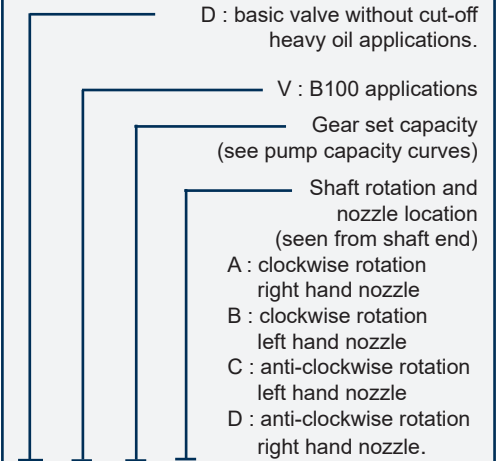 D : basic valve without cut-off
heavy oil applications.
V : B100 applications
Gear set capacity
(see pump capacity curves)
Shaft rotation and
nozzle location
(seen from shaft end)
A : clockwise rotation
right hand nozzle
B : clockwise rotation
left hand nozzle
C : anti-clockwise rotation
left hand nozzle
D : anti-clockwise rotation
right hand nozzle.